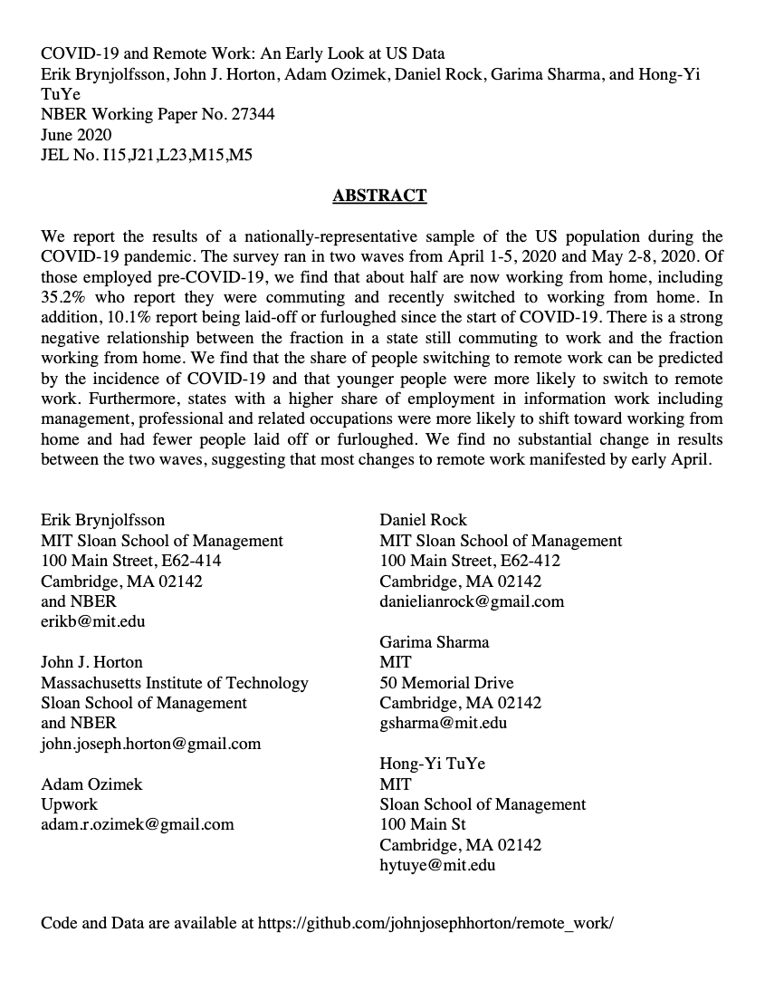 COVID-19 and Remote Work: An Early Look at US Data
Erik Brynjolfsson, John J. Horton, Adam Ozimek, Daniel Rock, Garima Sharma, and Hong-Yi
TuYe
NBER Working Paper No. 27344
June 2020
JEL No. I15,J21,L23,M15,M5
ABSTRACT
We report the results of a nationally-representative sample of the US population during the
COVID-19 pandemic. The survey ran in two waves from April 1-5, 2020 and May 2-8, 2020. Of
those employed pre-COVID-19, we find that about half are now working from home, including
35.2% who report they were commuting and recently switched to working from home. In
addition, 10.1% report being laid-off or furloughed since the start of COVID-19. There is a strong
negative relationship between the fraction in a state still commuting to work and the fraction
working from home. We find that the share of people switching to remote work can be predicted
by the incidence of COVID-19 and that younger people were more likely to switch to remote
work. Furthermore, states with a higher share of employment in information work including
management, professional and related occupations were more likely to shift toward working from
home and had fewer people laid off or furloughed. We find no substantial change in results
between the two waves, suggesting that most changes to remote work manifested by early April.
Erik Brynjolfsson
MIT Sloan School of Management
100 Main Street, E62-414
Cambridge, MA 02142
and NBER
erikb@mit.edu
John J. Horton
Massachusetts Institute of Technology
Sloan School of Management
and NBER
john.joseph.horton@gmail.com
Adam Ozimek
Upwork
adam.r.ozimek@gmail.com
Daniel Rock
MIT Sloan School of Management
100 Main Street, E62-412
Cambridge, MA 02142
danielianrock@gmail.com
Garima Sharma
MIT
50 Memorial Drive
Cambridge, MA 02142
gsharma@mit.edu
Hong-Yi TuYe
MIT
Sloan School of Management
100 Main St
Cambridge, MA 02142
hytuye@mit.edu
Code and Data are available at https://github.com/johnjosephhorton/remote_work/